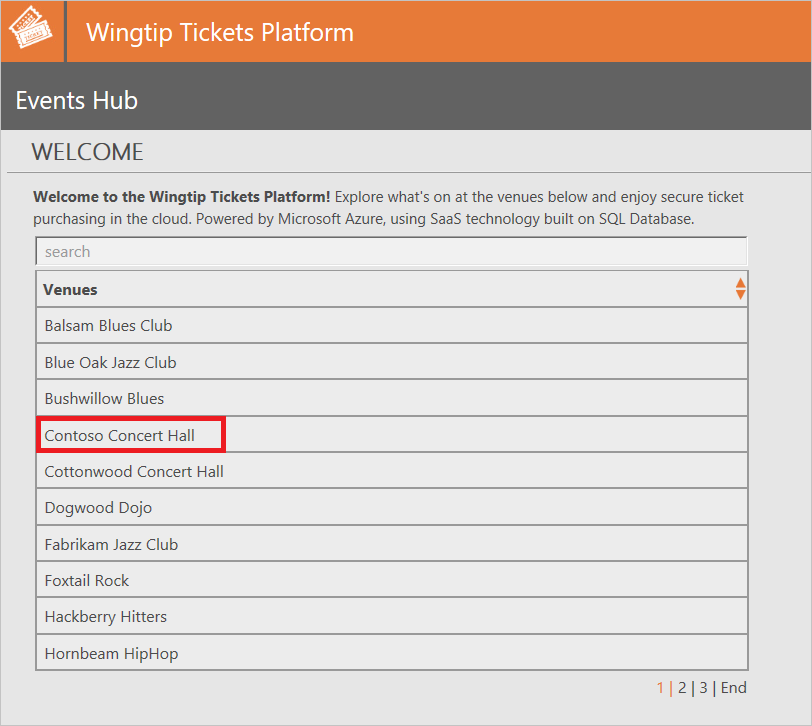 Wingtip Tickets Platform
Events Hub
WELCOME
Welcome to the Wingtip Tickets Platform! Explore what's on at the venues below and enjoy secure ticket
purchasing in the cloud. Powered by Microsoft Azure, using SaaS technology built on SQL Database.
search
Venues
Balsam Blues Club
Blue Oak Jazz Club
Bushwillow Blues
Contoso Concert Hall
Cottonwood Concert Hall
Dogwood Dojo
Fabrikam Jazz Club
Foxtail Rock
Hackberry Hitters
Hornbeam HipHop
1 | 2 | 3 | End